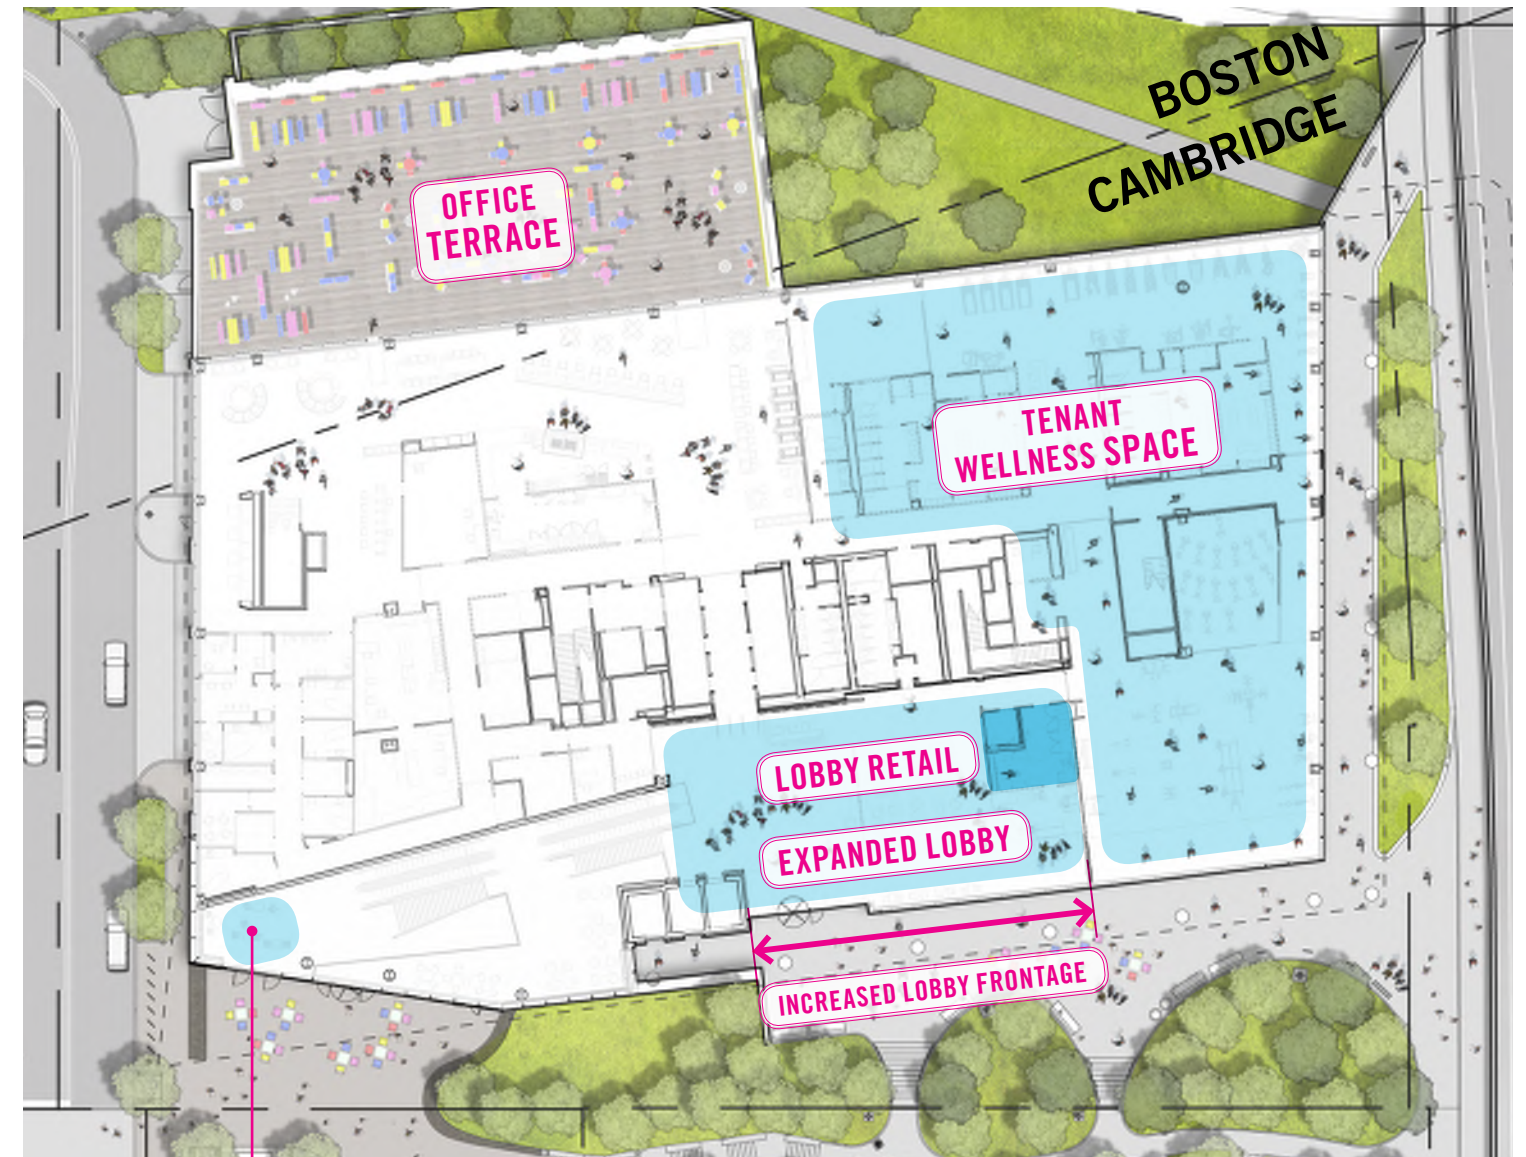 BOSTON
CAMBRIDGE
OFFICE
TERRACE
TENANT
WELLNESS SPACE
LOBBY RETAIL
EXPANDED LOBBY
INCREASED LOBBY FRONTAGE